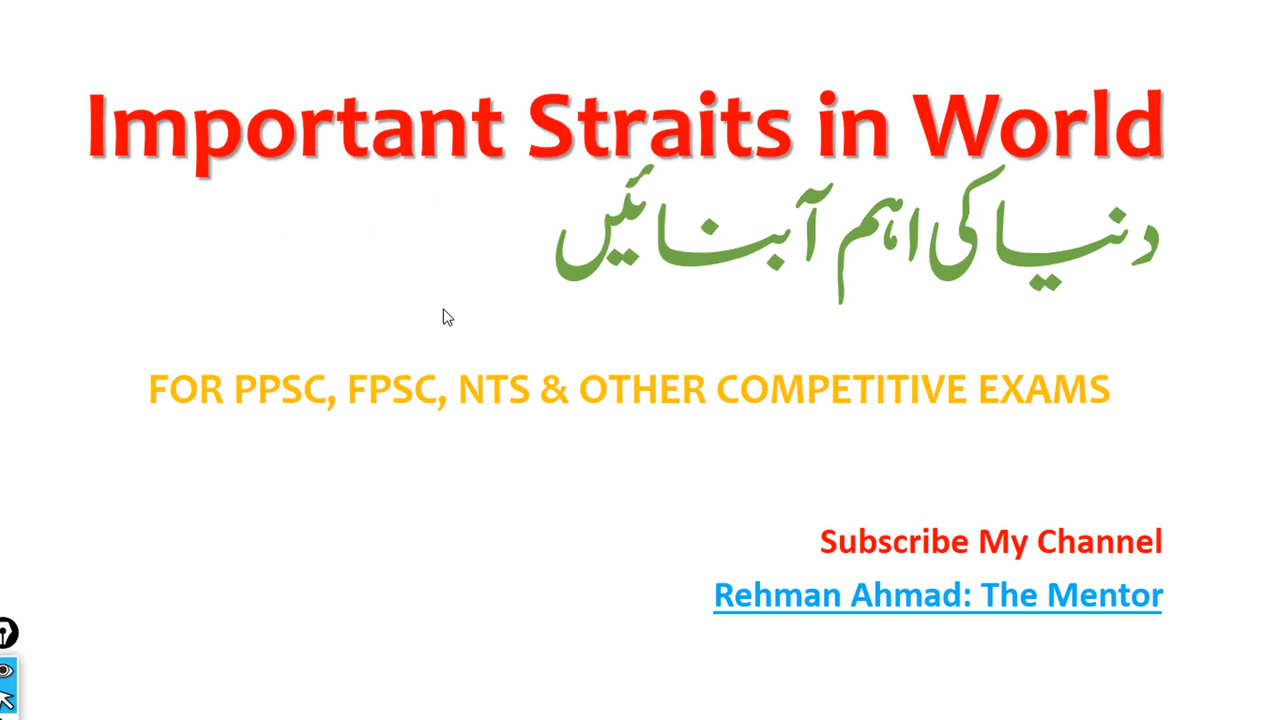 Important Straits in World
دنیا کی اہم آبنائیں
FOR PPSC, FPSC, NTS & OTHER COMPETITIVE EXAMS
Subscribe My Channel
Rehman Ahmad: The Mentor